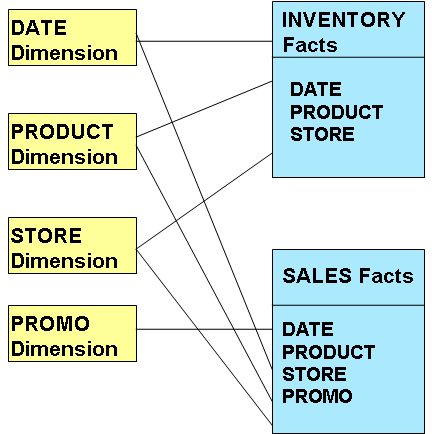 DATE
Dimension
PRODUCT
Dimension
STORE
Dimension
PROMO
Dimension
INVENTORY
Facts
DATE
PRODUCT
STORE
SALES Facts
DATE
PRODUCT
STORE
PROMO